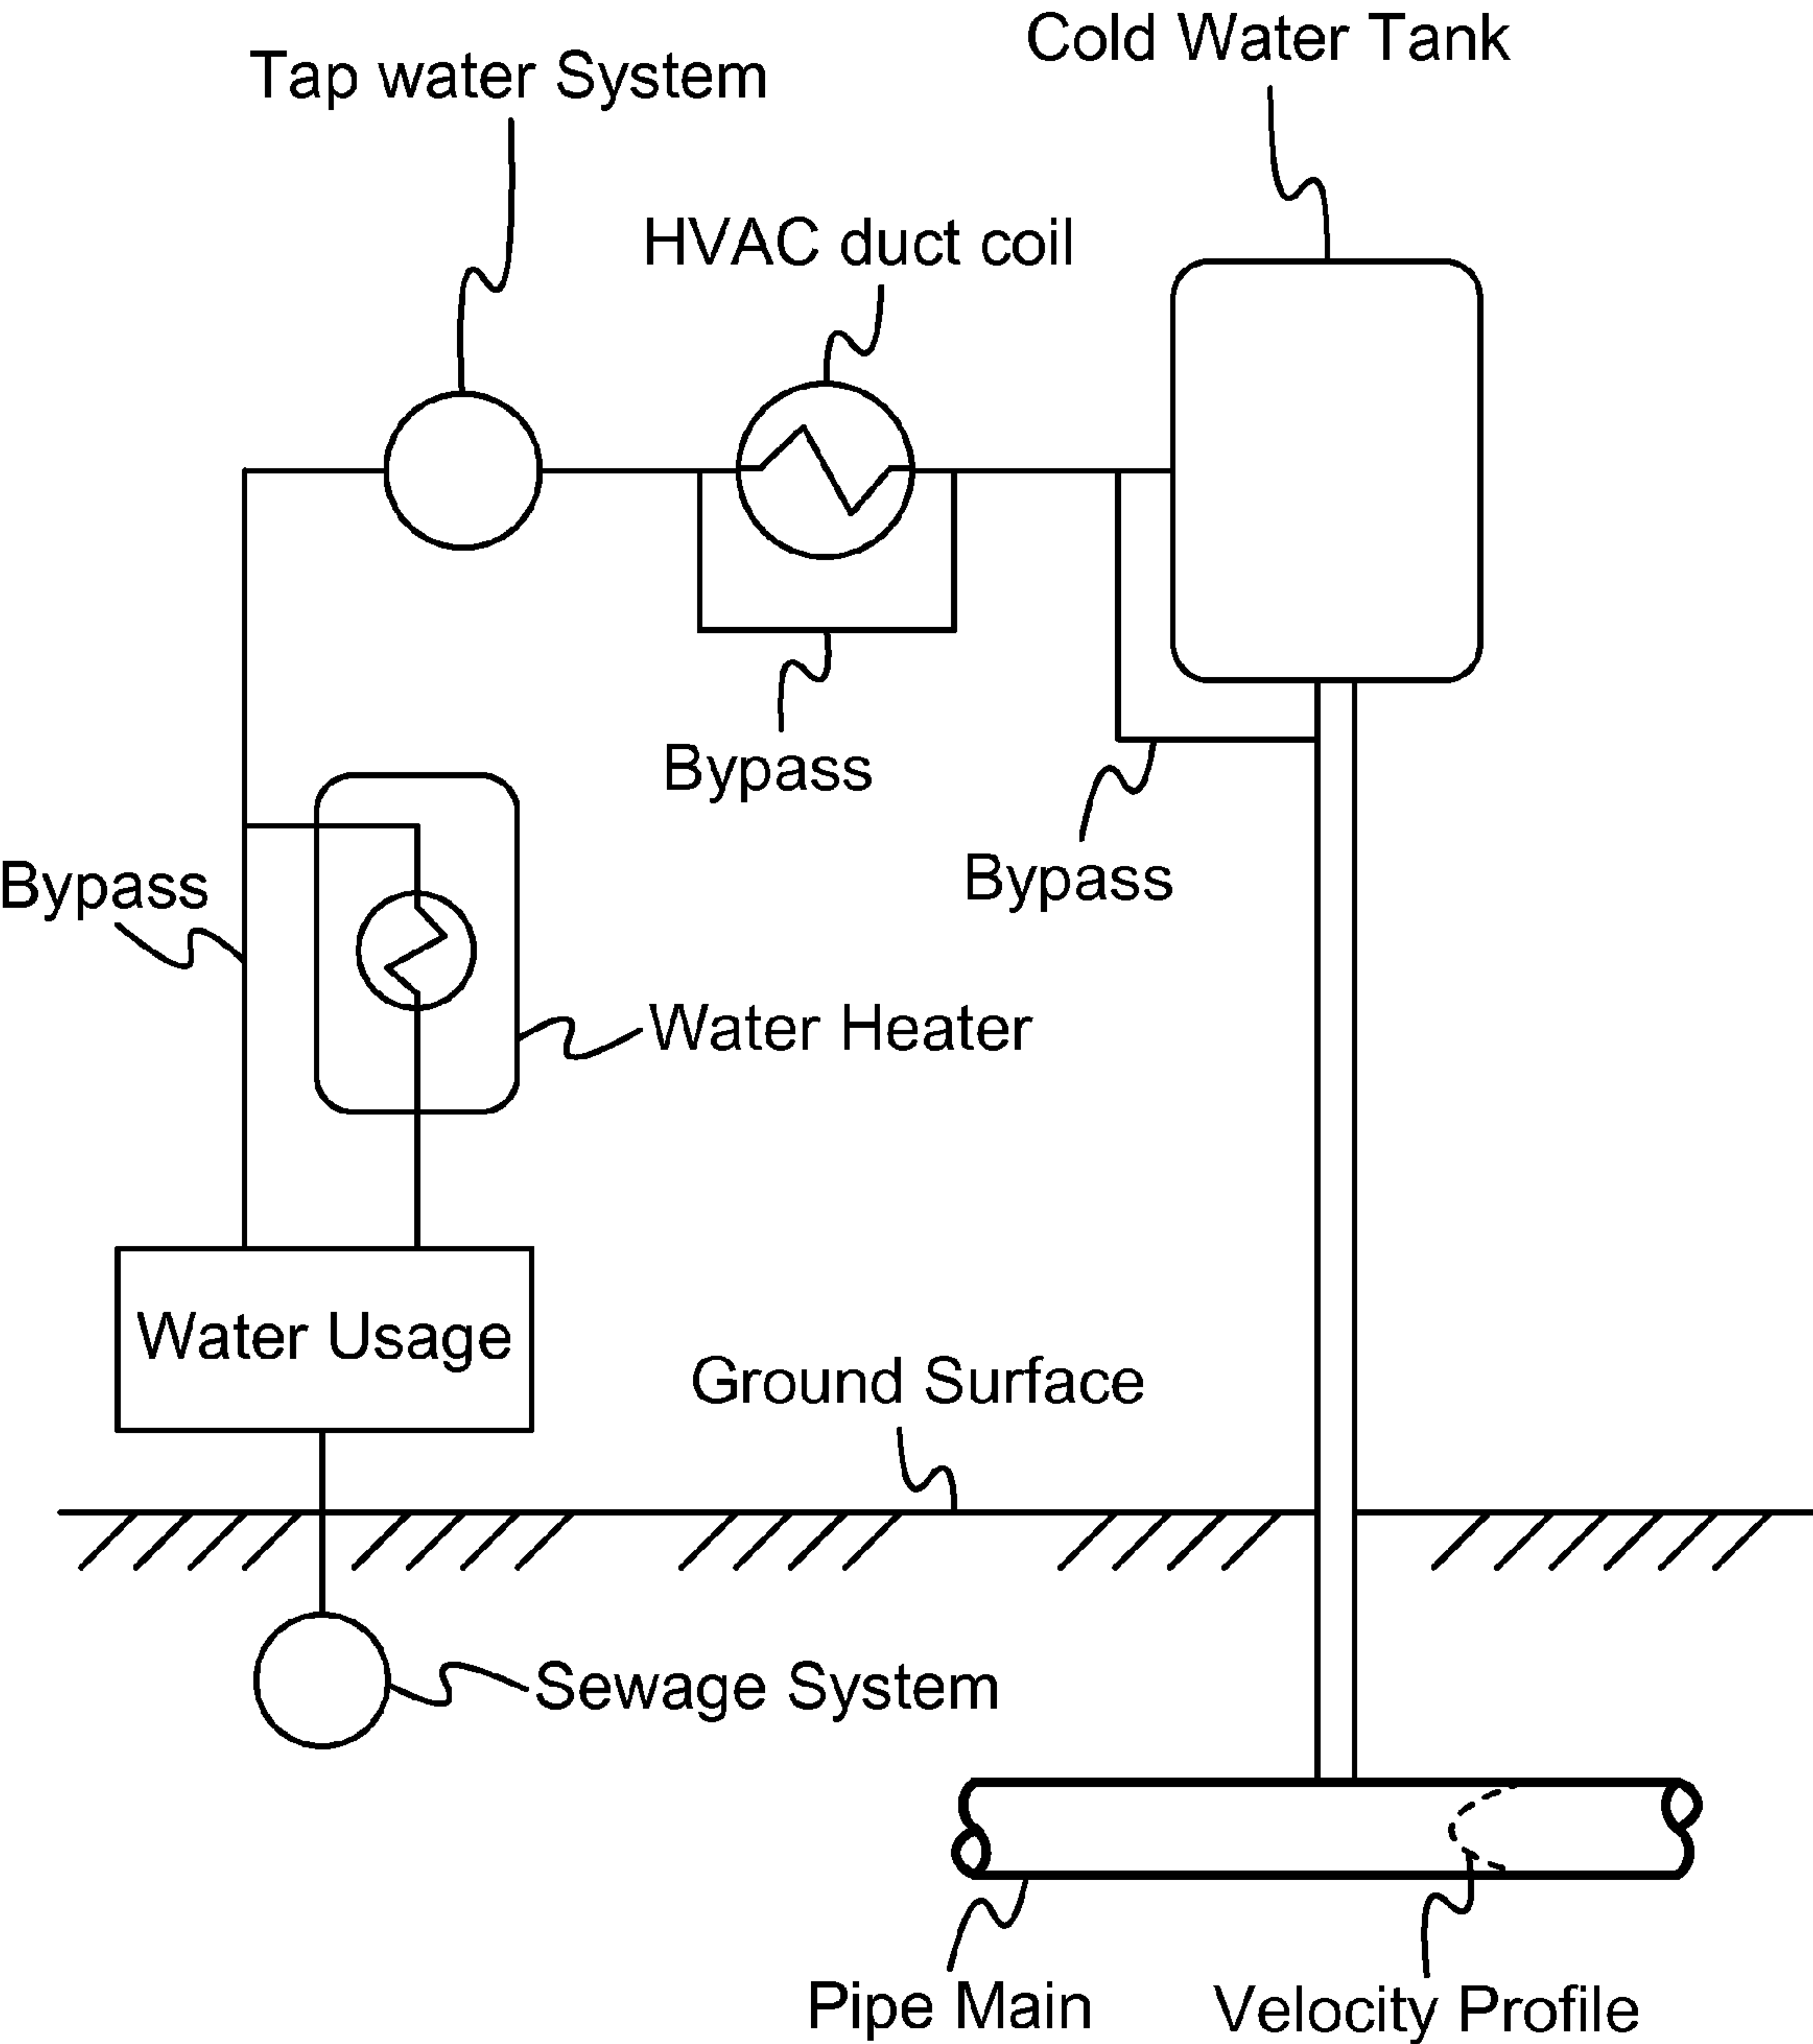 Cold Water Tank
Tap water System
HVAC duct coil
Bypass
Bypass
Bypass
Water Heater
Water Usage
Ground Surface
Sewage System
Pipe Main
Velocity Profile